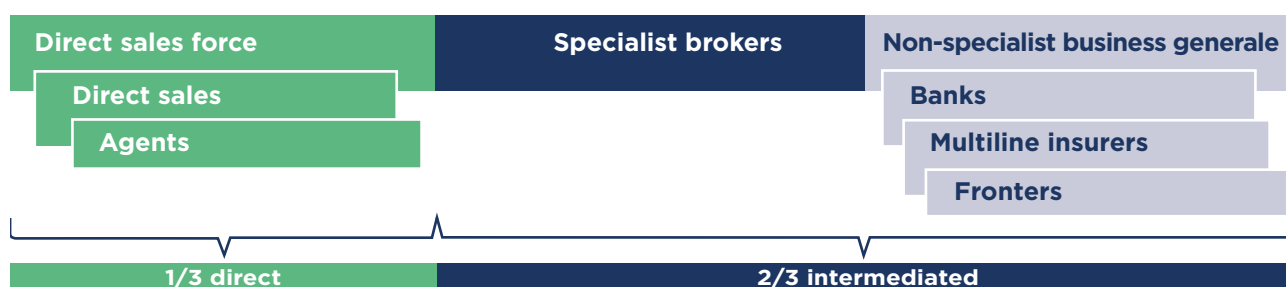 Direct sales force
Direct sales
Agents
Specialist brokers
Non-specialist business generale
Banks
Multiline insurers
Fronters
1/3 direct
2/3 intermediated